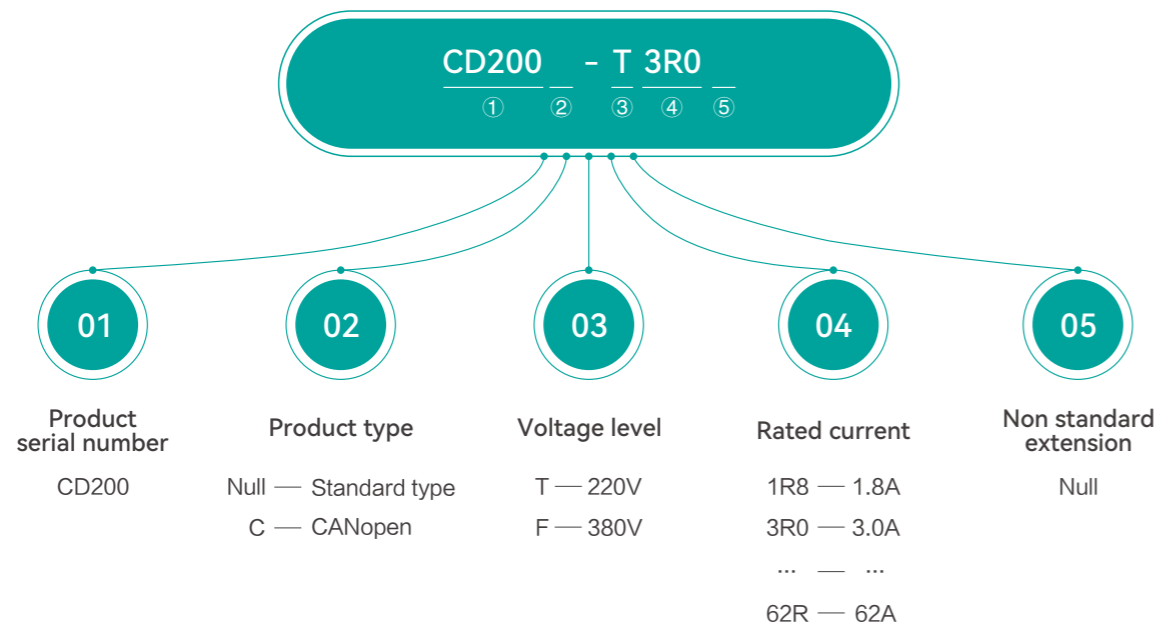 CD200 - T 3R0
① ② ③ ④ ⑤
01 02 03 04 05
Product
serial number
CD200
Product type
Null — Standard type
C — CANopen
Voltage level
T — 220V
F — 380V
Rated current
1R8 — 1.8A
3R0 — 3.0A
... — ...
62R — 62A
Non standard
extension
Null